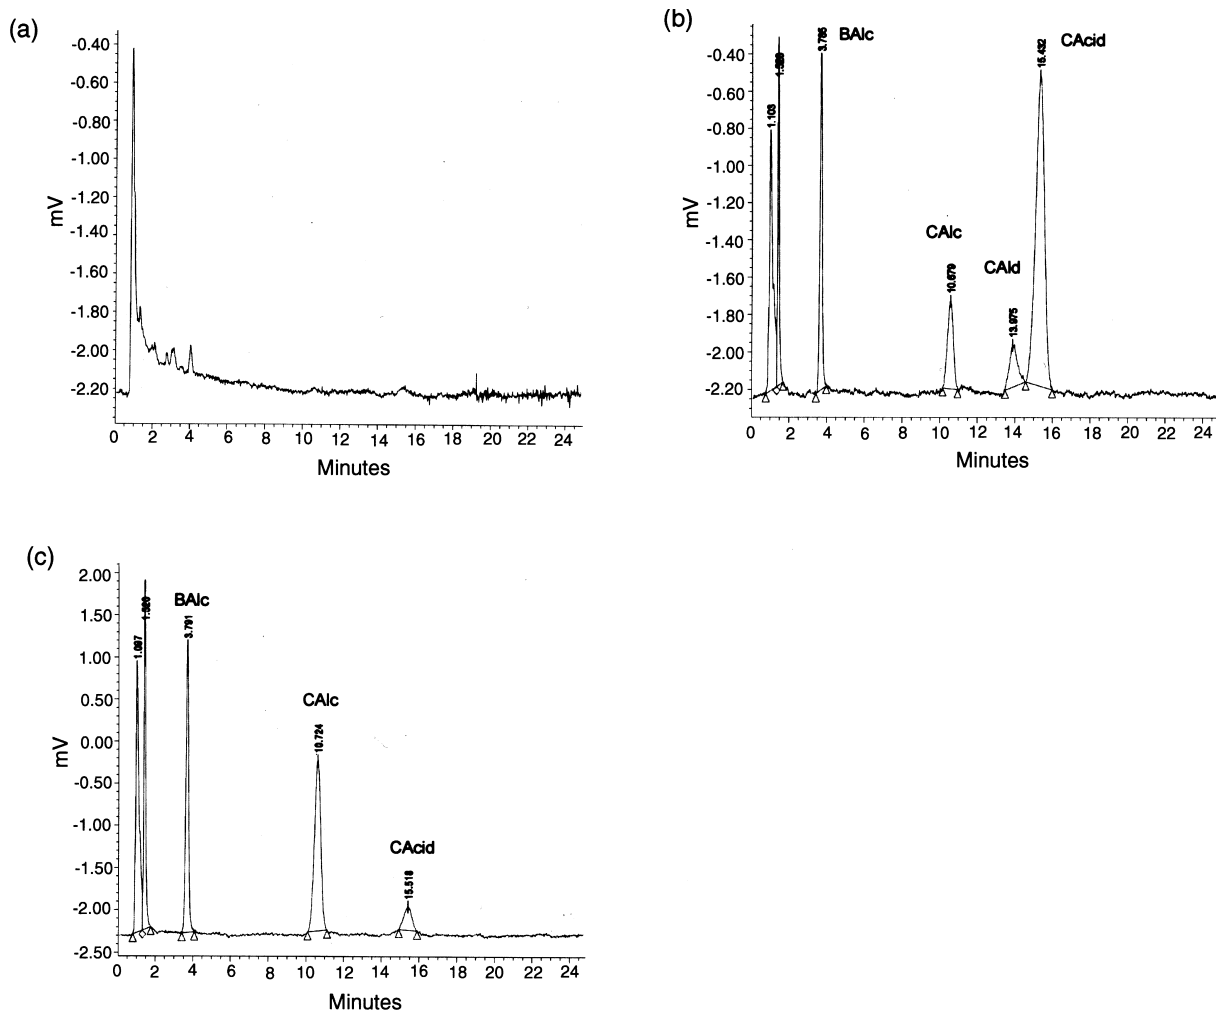 (a)
-0.40
-0.60
-0.80
-1.00
-1.20
-1.40
-1.60
-1.80
-2.00
-2.20
mV
0 2 4 6 8 10 12 14 16 18 20 22 24
Minutes
(b)
-0.40
-0.60
-0.80
-1.00
-1.20
-1.40
-1.60
-1.80
-2.00
-2.20
mV
1.103
3.785
BAlc
CAlc
10.679
CAld
13.975
15.432
CAcid
0 2 4 6 8 10 12 14 16 18 20 22 24
Minutes
(c)
2.00
1.50
1.00
0.50
0.00
-0.50
-1.00
-1.50
-2.00
-2.50
mV
1.097
BAlc
3.791
CAlc
10.724
CAcid
15.518
0 2 4 6 8 10 12 14 16 18 20 22 24
Minutes